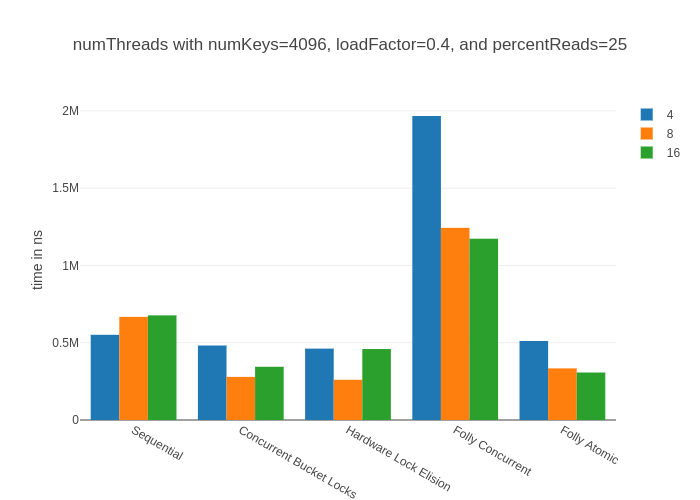 numThreads with numKeys=4096, loadFactor=0.4, and percentReads=25
4
8
16
time in ns
2M
1.5M
1M
0.5M
0
Sequential
Concurrent Bucket Locks
Hardware Lock Elision
Folly Concurrent
Folly Atomic